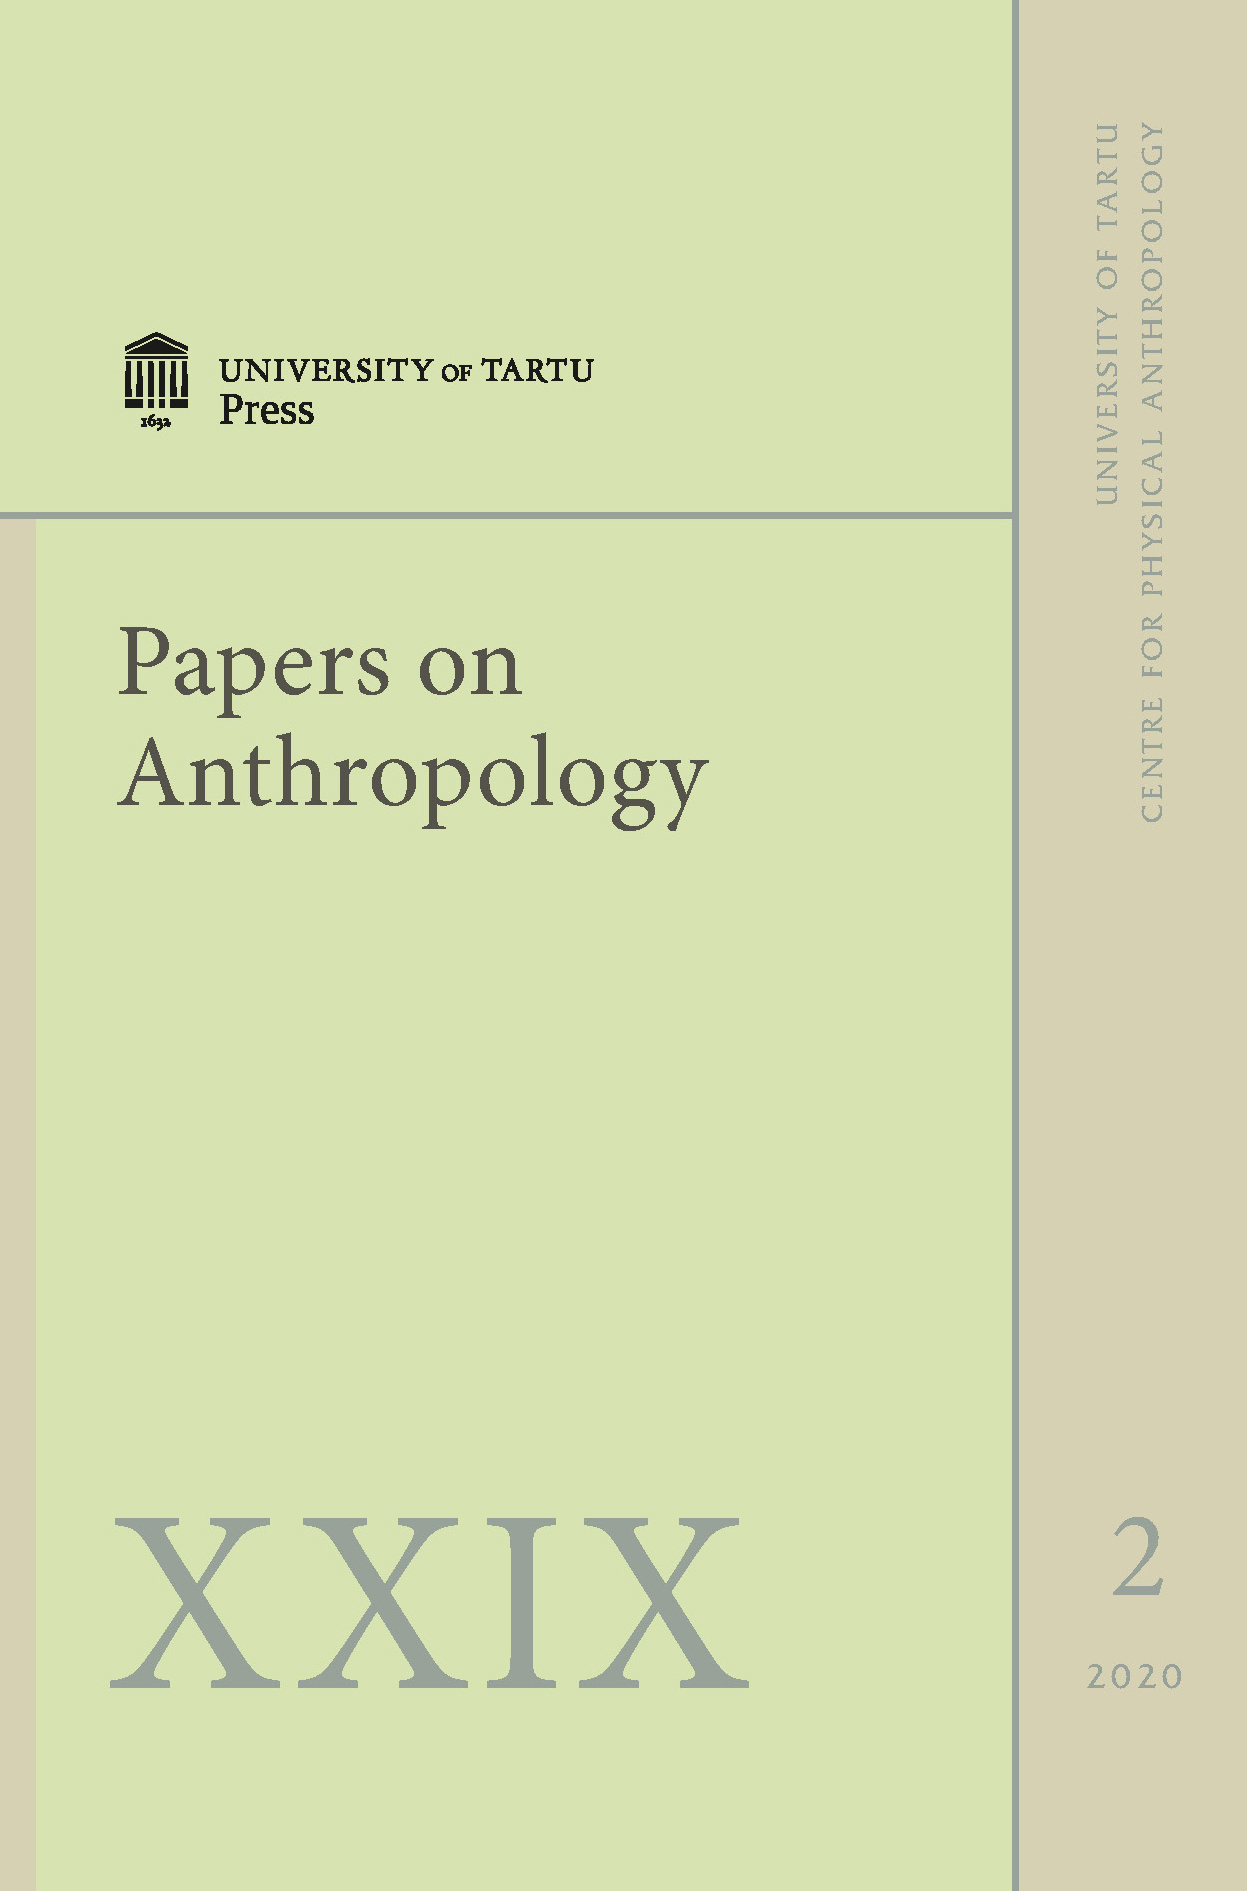 UNIVERSITY OF TARTU
CENTRE FOR PHYSICAL ANTHROPOLOGY
1632
UNIVERSITY OF TARTU
Press
Papers on
Anthropology
XXIX
2
2020